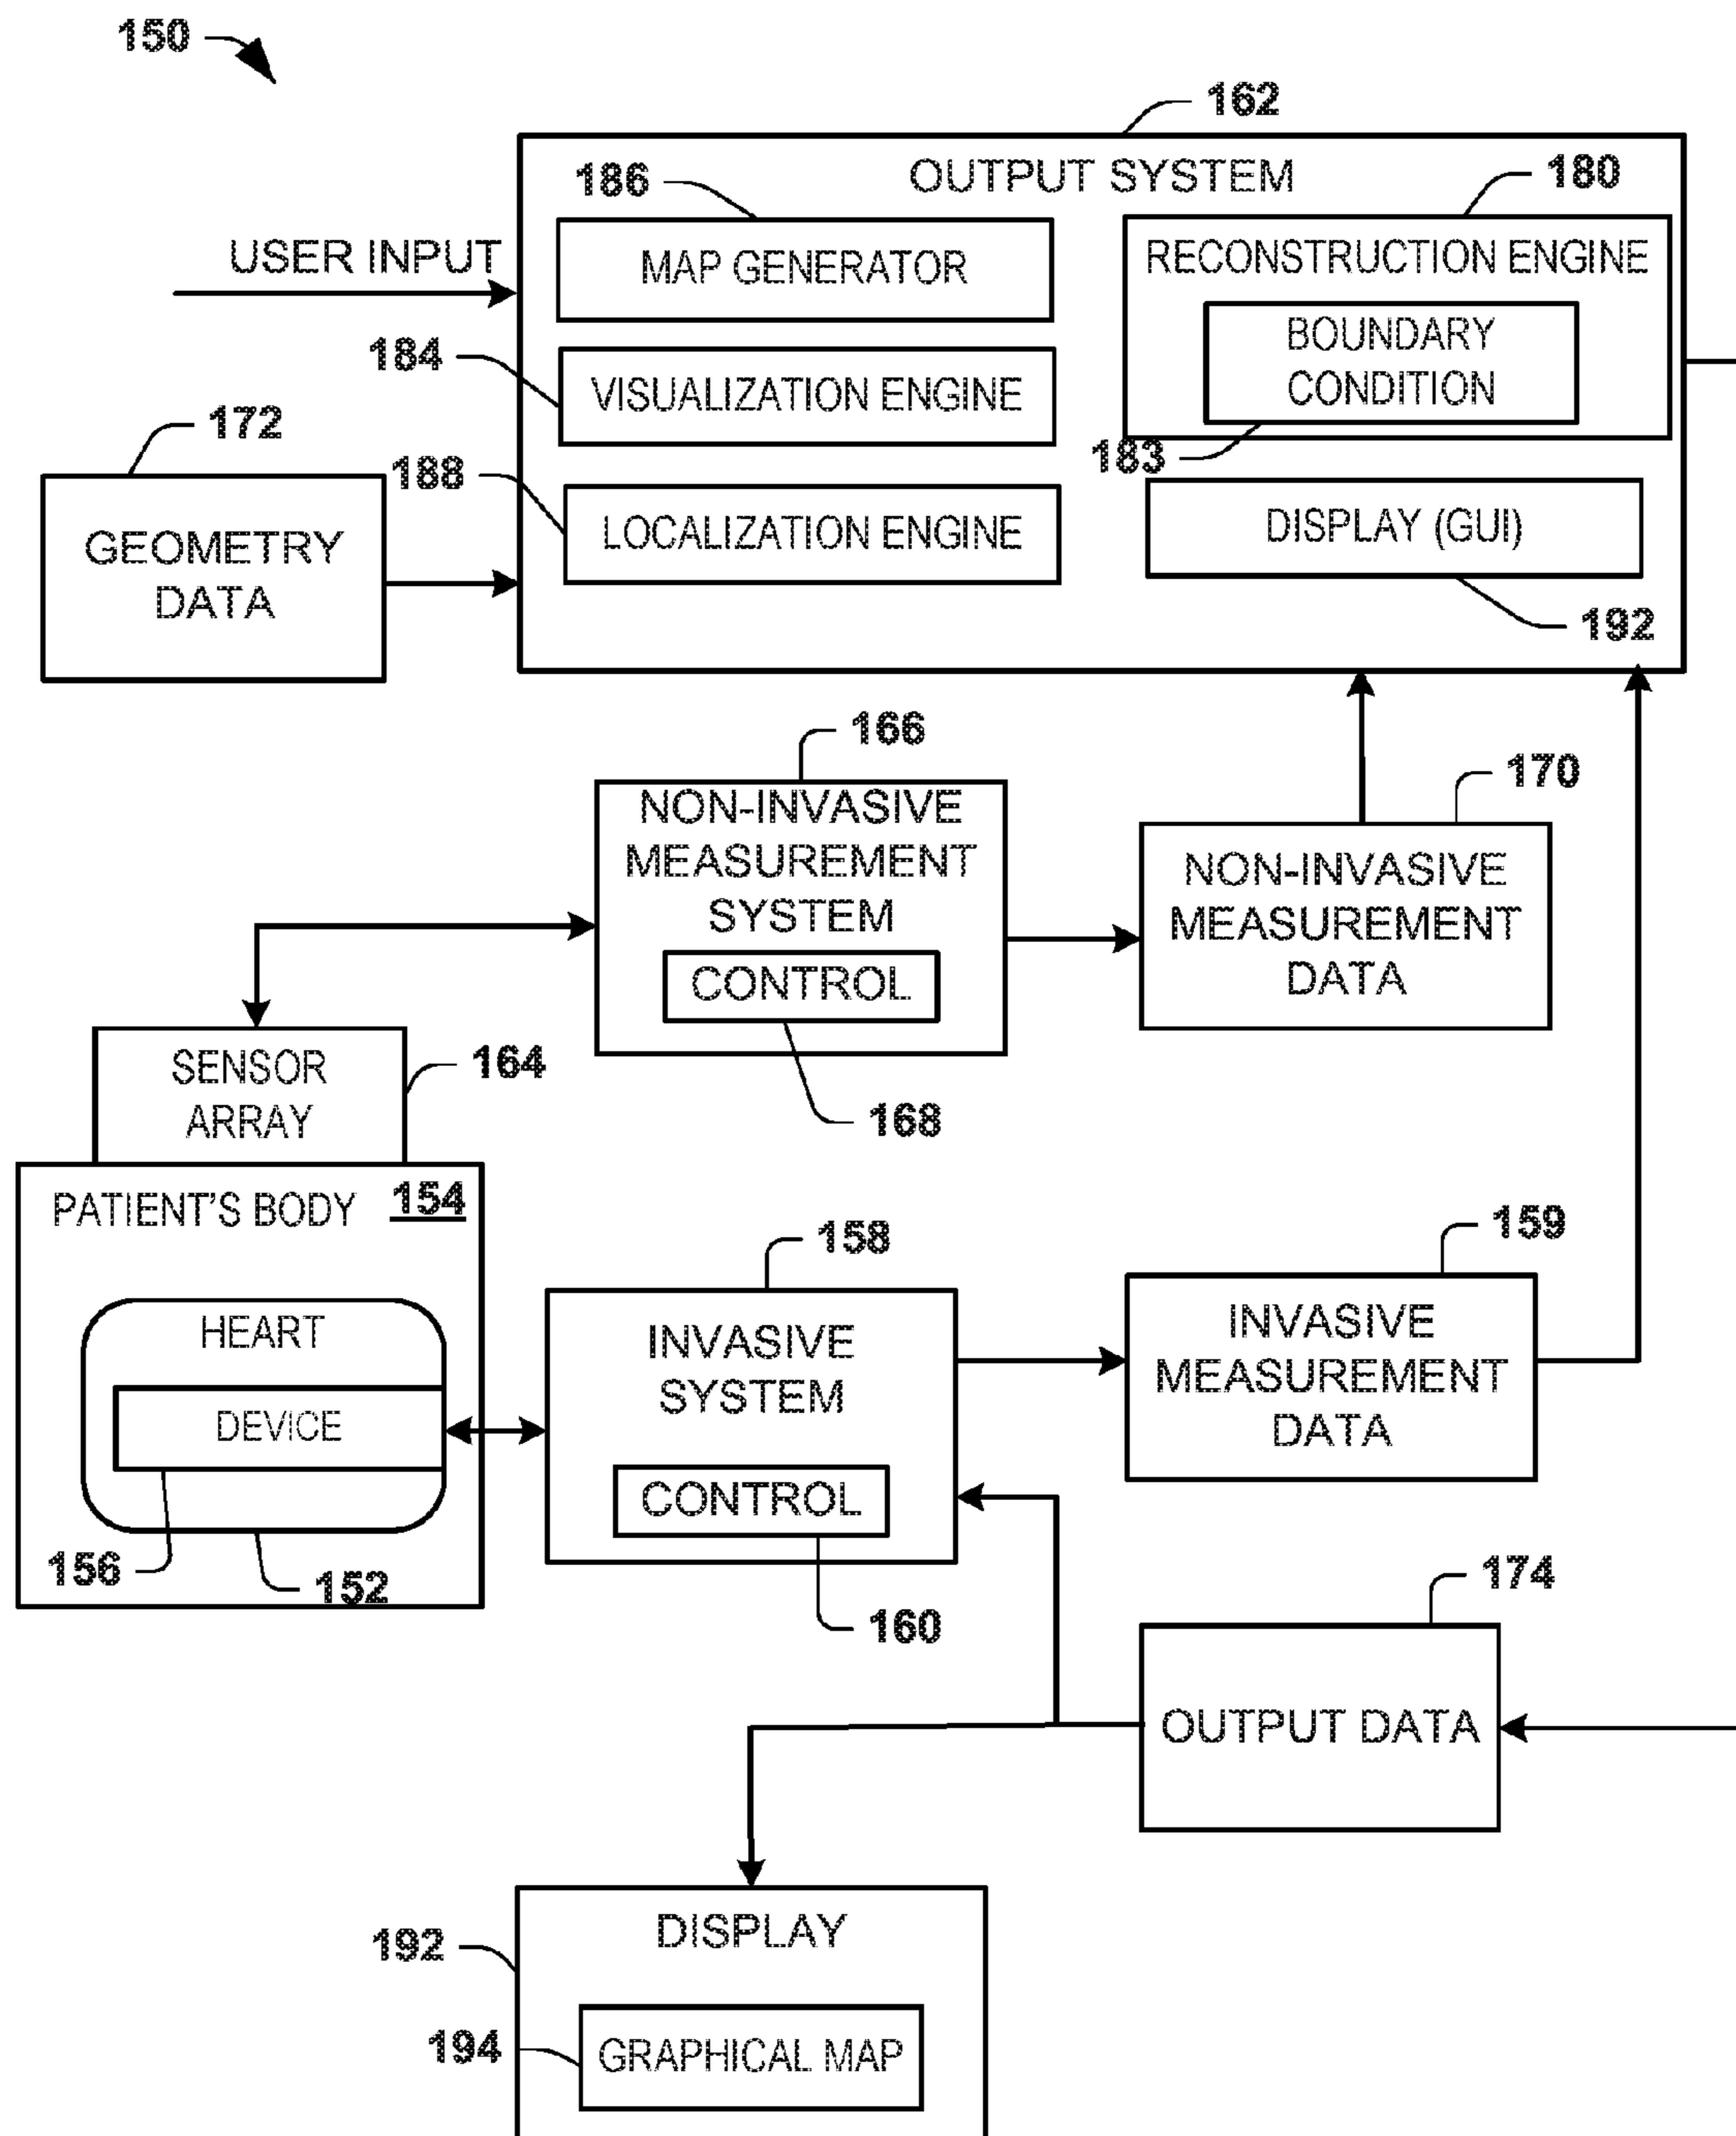 150
162
OUTPUT SYSTEM
186
180
USER INPUT
MAP GENERATOR
RECONSTRUCTION ENGINE
BOUNDARY
CONDITION
184
VISUALIZATION ENGINE
172
183
188
GEOMETRY
DATA
LOCALIZATION ENGINE
DISPLAY (GUI)
192
166
NON-INVASIVE
MEASUREMENT
SYSTEM
CONTROL
168
170
NON-INVASIVE
MEASUREMENT
DATA
SENSOR
ARRAY
164
PATIENT'S BODY
154
HEART
DEVICE
156
152
158
INVASIVE
SYSTEM
CONTROL
160
159
INVASIVE
MEASUREMENT
DATA
174
OUTPUT DATA
192
DISPLAY
194
GRAPHICAL MAP